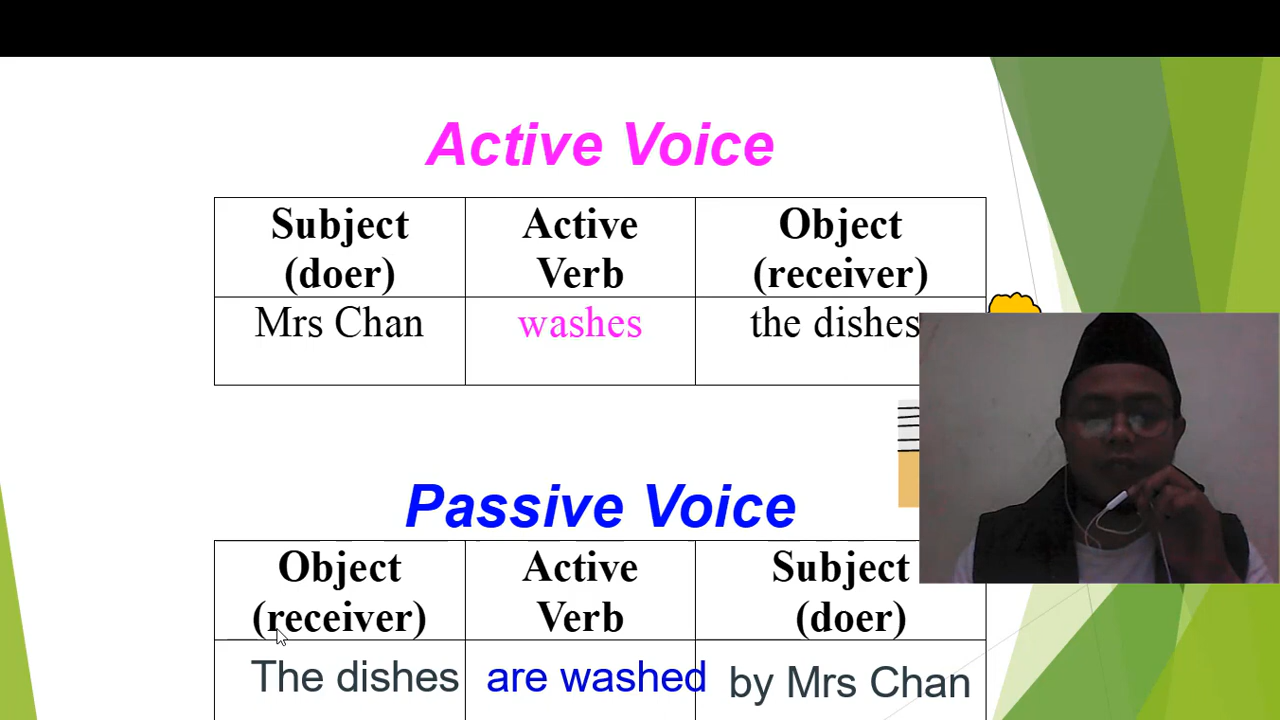 Active Voice
Subject (doer) Active Verb Object (receiver)
Mrs Chan washes the dishes
Passive Voice
Object (receiver) Active Verb Subject (doer)
The dishes are washed by Mrs Chan